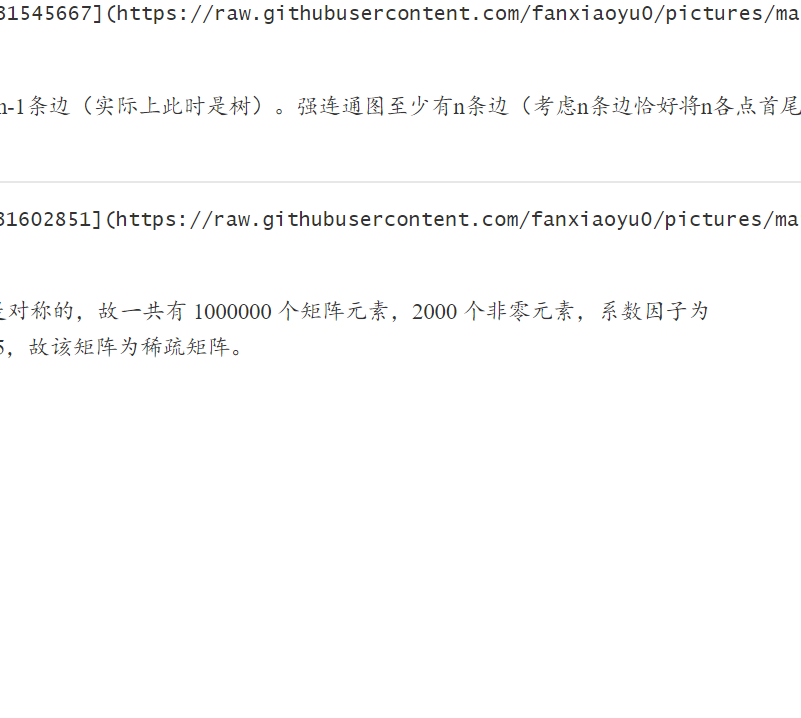 81545667](https://raw.githubusercontent.com/fanxiaoyu0/pictures/ma
n-1条边（实际上此时是树）。强连通图至少有n条边（考虑n条边恰好将n各点首尾
81602851](https://raw.githubusercontent.com/fanxiaoyu0/pictures/ma
是对称的，故一共有 1000000 个矩阵元素，2000 个非零元素，系数因子为
5，故该矩阵为稀疏矩阵。